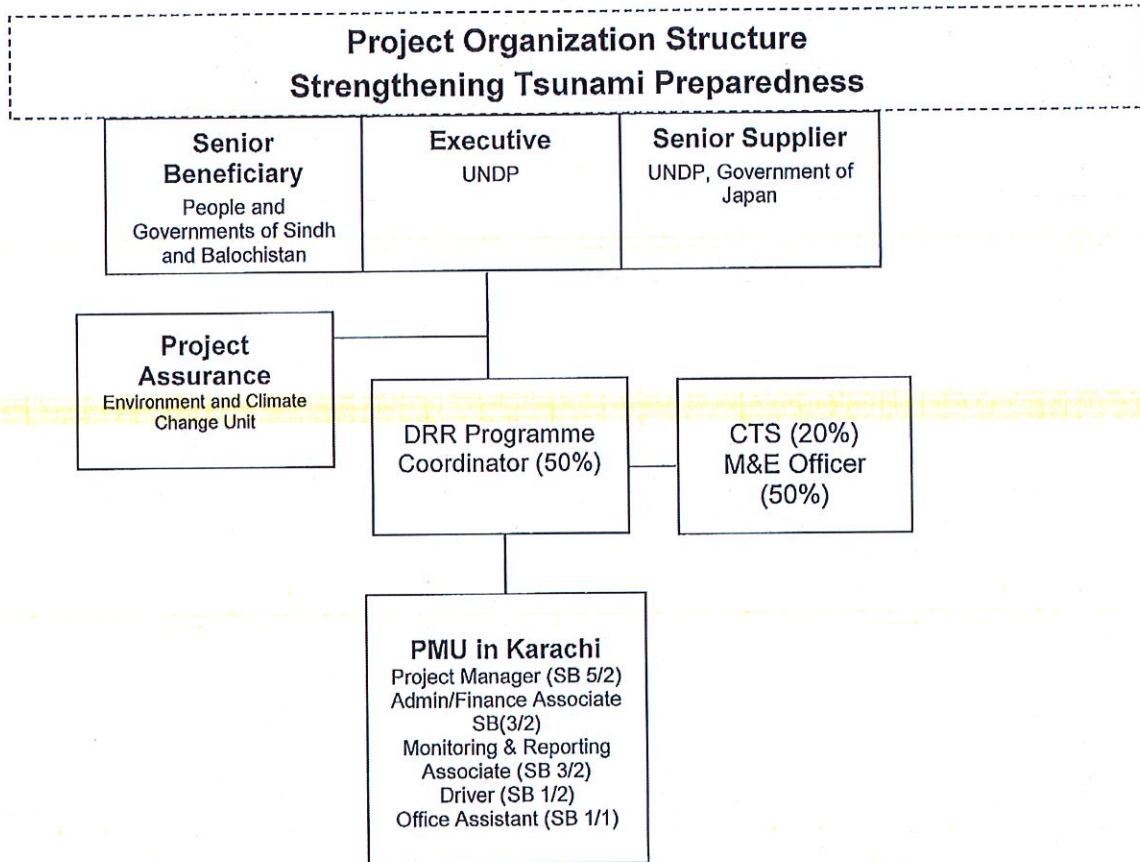 Project Organization Structure
Strengthening Tsunami Preparedness
Senior
Beneficiary
People and
Governments of Sindh
and Balochistan
Executive
UNDP
Senior Supplier
UNDP, Government of
Japan
Project
Assurance
Environment and Climate
Change Unit
DRR Programme
Coordinator (50%)
CTS (20%)
M&E Officer
(50%)
PMU in Karachi
Project Manager (SB 5/2)
Admin/Finance Associate
SB(3/2)
Monitoring & Reporting
Associate (SB 3/2)
Driver (SB 1/2)
Office Assistant (SB 1/1)